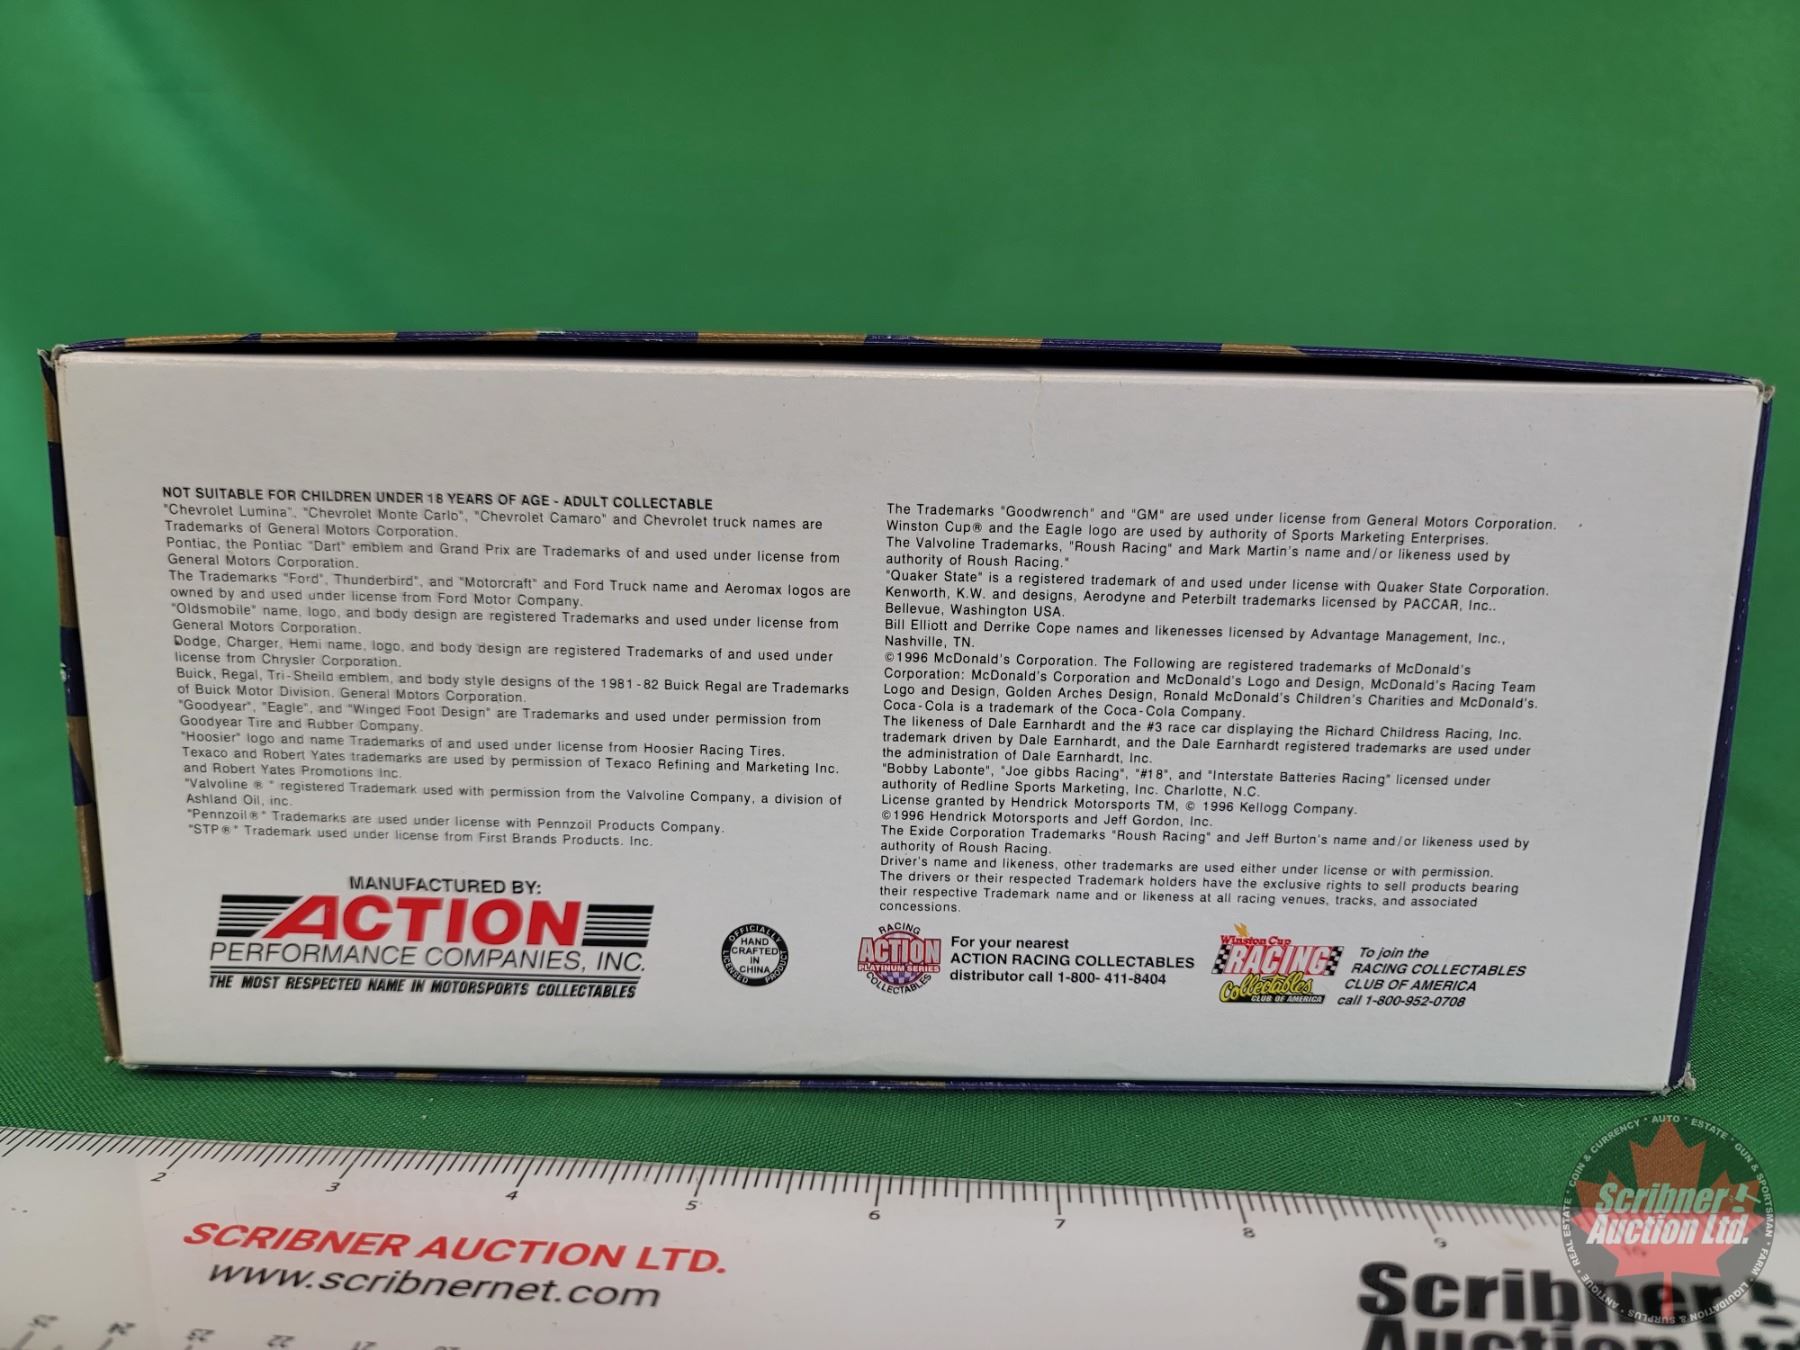 NOT SUITABLE FOR CHILDREN UNDER 18 YEARS OF AGE - ADULT COLLECTABLE
"Chevrolet Lumina", "Chevrolet Monte Carlo", "Chevrolet Camaro" and Chevrolet truck names are
Trademarks of General Motors Corporation.
Pontiac, the Pontiac "Dart" emblem and Grand Prix are Trademarks of and used under license from
General Motors Corporation.
The Trademarks "Ford", Thunderbird", and "Motorcraft" and Ford Truck name and Aeromax logos are
owned by and used under license from Ford Motor Company.
"Oldsmobile" name, logo, and body design are registered Trademarks and used under license from
General Motors Corporation.
Dodge, Charger, Hemi name, logo, and body design are registered Trademarks of and used under
license from Chrysler Corporation.
Buick, Regal, Tri-Sheild emblem, and body style designs of the 1981-82 Buick Regal are Trademarks
of Buick Motor Division, General Motors Corporation.
"Goodyear", "Eagle", and "Winged Foot Design" are Trademarks and used under permission from
Goodyear Tire and Rubber Company.
"Hoosier" logo and name Trademarks of and used under license from Hoosier Racing Tires.
Texaco and Robert Yates trademarks are used by permission of Texaco Refining and Marketing Inc.
and Robert Yates Promotions Inc.
"Valvoline ® " registered Trademark used with permission from the Valvoline Company, a division of
Ashland Oil, inc.
"Pennzoil®" Trademarks are used under license with Pennzoil Products Company.
"STP®" Trademark used under license from First Brands Products. Inc.
MANUFACTURED BY:
ACTION
PERFORMANCE COMPANIES, INC.
THE MOST RESPECTED NAME IN MOTORSPORTS COLLECTABLES
The Trademarks "Goodwrench" and "GM" are used under license from General Motors Corporation.
Winston Cup® and the Eagle logo are used by authority of Sports Marketing Enterprises.
The Valvoline Trademarks, "Roush Racing" and Mark Martin's name and/or likeness used by
authority of Roush Racing."
"Quaker State" is a registered trademark of and used under license with Quaker State Corporation.
Kenworth, K.W. and designs, Aerodyne and Peterbilt trademarks licensed by PACCAR, Inc..
Bellevue, Washington USA.
Bill Elliott and Derrike Cope names and likenesses licensed by Advantage Management, Inc.,
Nashville, TN.
©1996 McDonald's Corporation. The Following are registered trademarks of McDonald's
Corporation: McDonald's Corporation and McDonald's Logo and Design, McDonald's Racing Team
Logo and Design, Golden Arches Design, Ronald McDonald's Children's Charities and McDonald's.
Coca-Cola is a trademark of the Coca-Cola Company.
The likeness of Dale Earnhardt and the #3 race car displaying the Richard Childress Racing, Inc.
trademark driven by Dale Earnhardt, and the Dale Earnhardt registered trademarks are used under
the administration of Dale Earnhardt, Inc.
"Bobby Labonte", "Joe gibbs Racing", "#18", and "Interstate Batteries Racing" licensed under
authority of Redline Sports Marketing, Inc. Charlotte, N.C.
License granted by Hendrick Motorsports TM, © 1996 Kellogg Company.
©1996 Hendrick Motorsports and Jeff Gordon, Inc.
The Exide Corporation Trademarks "Roush Racing" and Jeff Burton's name and/or likeness used by
authority of Roush Racing.
Driver's name and likeness, other trademarks are used either under license or with permission.
The drivers or their respected Trademark holders have the exclusive rights to sell products bearing
their respective Trademark name and or likeness at all racing venues, tracks, and associated
concessions.
OFFICIALLY LICENSED PRODUCT
HAND
CRAFTED
IN
CHINA
RACING
ACTION
PLATINUM SERIES
COLLECTABLES
For your nearest
ACTION RACING COLLECTABLES
distributor call 1-800- 411-8404
Winston Cup
RACING
Collectables
CLUB OF AMERICA
To join the
RACING COLLECTABLES
CLUB OF AMERICA
call 1-800-952-0708
2 3 4 5 6 7 8 9
SCRIBNER AUCTION LTD.
www.scribnernet.com
25 24 23 22 21 20
Scribner
Auction Ltd
COIN & CURRENCY • AUTO • ESTATE • GUN & SPORTSMAN • FARM • LIQUIDATION & SURPLUS • ANTIQUE • REAL ESTATE
Scribner
Auction Ltd.